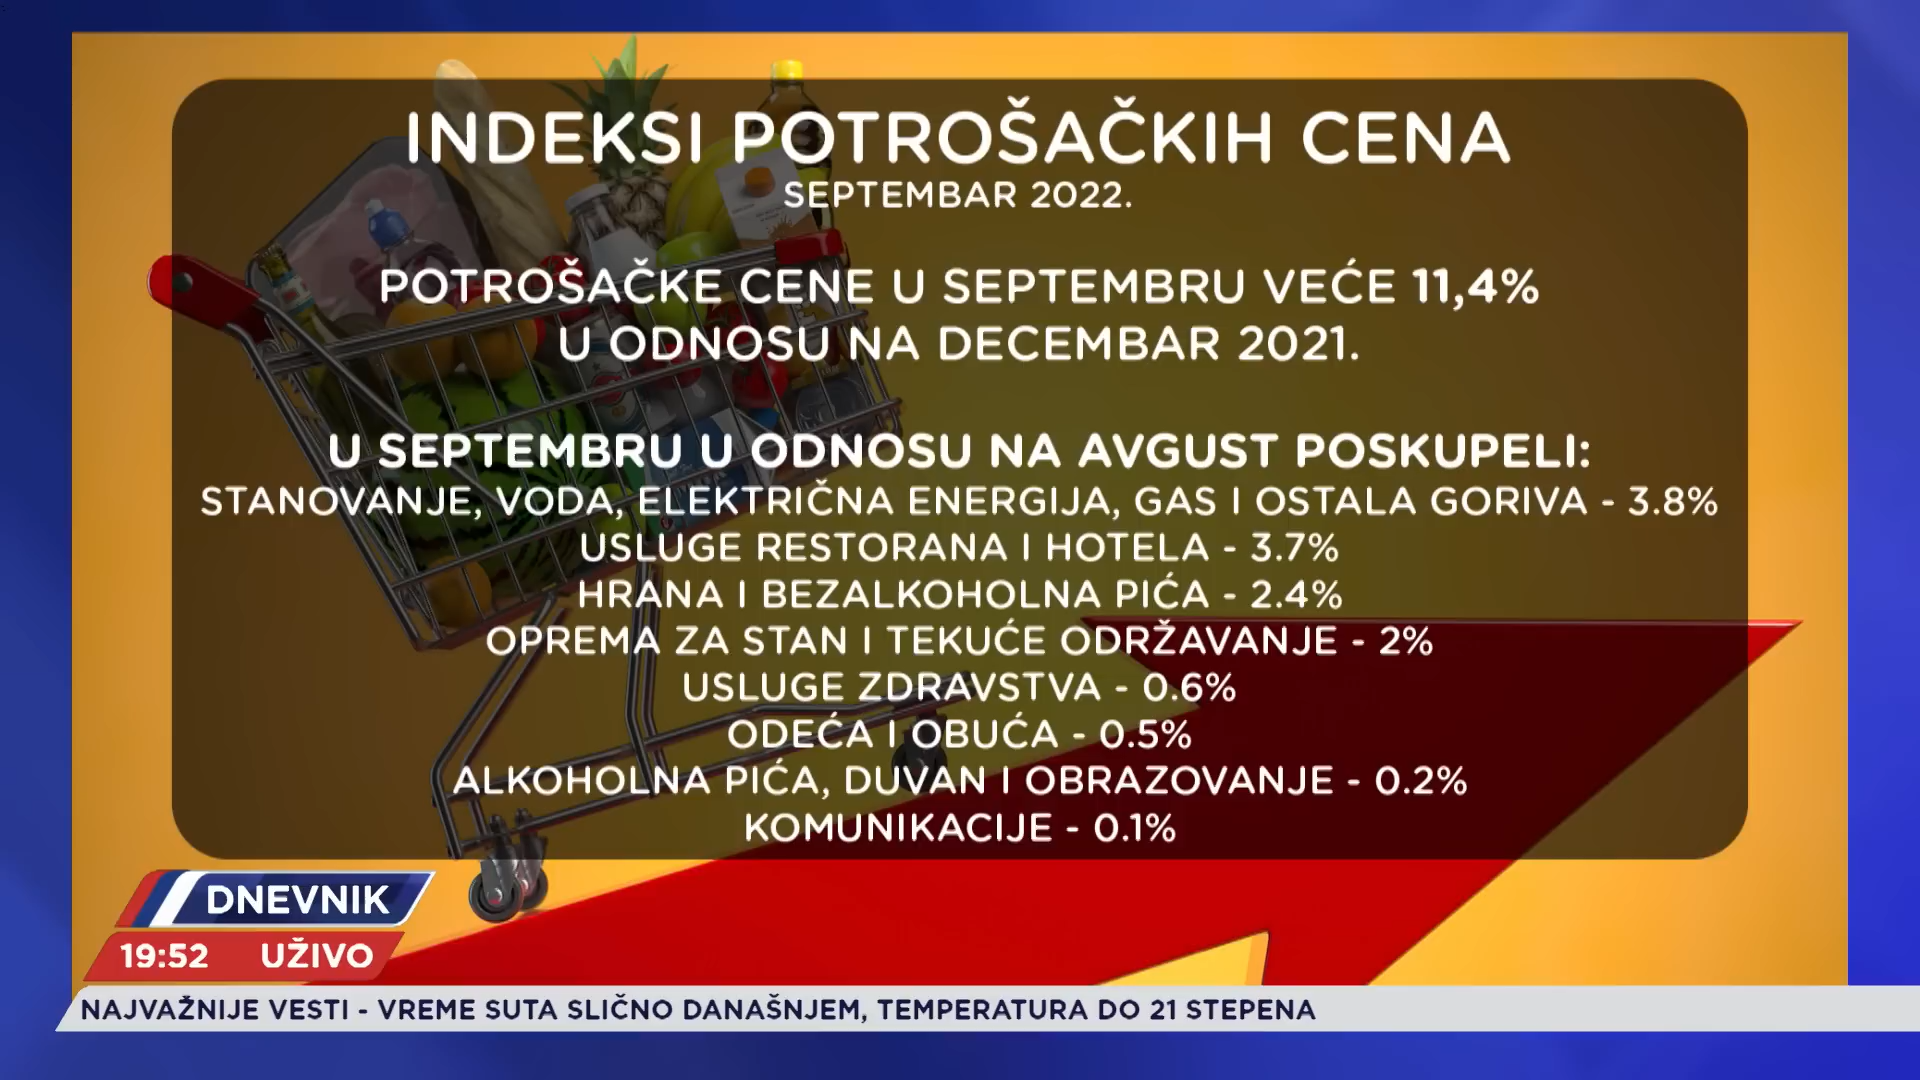 INDEKSI POTROŠAČKIH CENA
SEPTEMBAR 2022.
POTROŠAČKE CENE U SEPTEMBRU VEĆE 11,4%
U ODNOSU NA DECEMBAR 2021.
U SEPTEMBRU U ODNOSU NA AVGUST POSKUPELI:
STANOVANJE, VODA, ELEKTRIČNA ENERGIJA, GAS I OSTALA GORIVA - 3.8%
USLUGE RESTORANA I HOTELA - 3.7%
HRANA I BEZALKOHOLNA PIĆA - 2.4%
OPREMA ZA STAN I TEKUĆE ODRŽAVANJE - 2%
USLUGE ZDRAVSTVA - 0.6%
ODEĆA I OBUĆA - 0.5%
ALKOHOLNA PIĆA, DUVAN I OBRAZOVANJE - 0.2%
KOMUNIKACIJE - 0.1%
DNEVNIK
19:52 UŽIVO
NAJVAŽNIJE VESTI - VREME SUTA SLIČNO DANAŠNJEM, TEMPERATURA DO 21 STEPENA